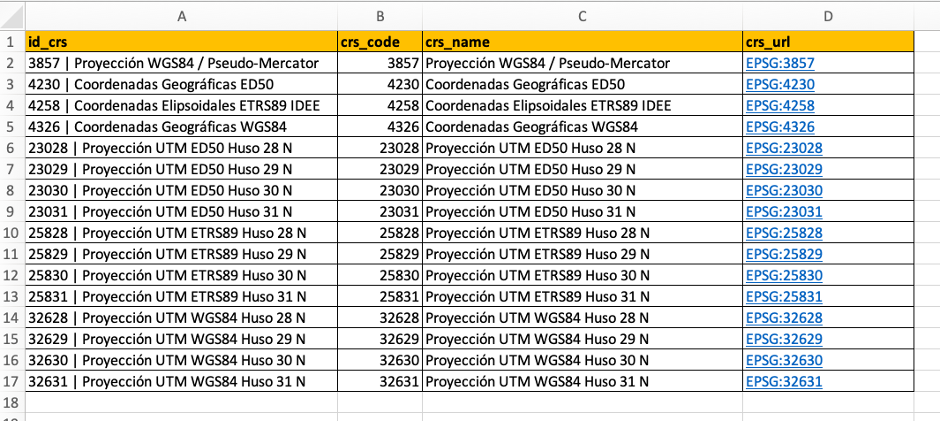 A B C D
1 id_crs crs_code crs_name crs_url
2 3857 | Proyección WGS84 / Pseudo-Mercator 3857 Proyección WGS84 / Pseudo-Mercator EPSG:3857
3 4230 | Coordenadas Geográficas ED50 4230 Coordenadas Geográficas ED50 EPSG:4230
4 4258 | Coordenadas Elipsoidales ETRS89 IDEE 4258 Coordenadas Elipsoidales ETRS89 IDEE EPSG:4258
5 4326 | Coordenadas Geográficas WGS84 4326 Coordenadas Geográficas WGS84 EPSG:4326
6 23028 | Proyección UTM ED50 Huso 28 N 23028 Proyección UTM ED50 Huso 28 N EPSG:23028
7 23029 | Proyección UTM ED50 Huso 29 N 23029 Proyección UTM ED50 Huso 29 N EPSG:23029
8 23030 | Proyección UTM ED50 Huso 30 N 23030 Proyección UTM ED50 Huso 30 N EPSG:23030
9 23031 | Proyección UTM ED50 Huso 31 N 23031 Proyección UTM ED50 Huso 31 N EPSG:23031
10 25828 | Proyección UTM ETRS89 Huso 28 N 25828 Proyección UTM ETRS89 Huso 28 N EPSG:25828
11 25829 | Proyección UTM ETRS89 Huso 29 N 25829 Proyección UTM ETRS89 Huso 29 N EPSG:25829
12 25830 | Proyección UTM ETRS89 Huso 30 N 25830 Proyección UTM ETRS89 Huso 30 N EPSG:25830
13 25831 | Proyección UTM ETRS89 Huso 31 N 25831 Proyección UTM ETRS89 Huso 31 N EPSG:25831
14 32628 | Proyección UTM WGS84 Huso 28 N 32628 Proyección UTM WGS84 Huso 28 N EPSG:32628
15 32629 | Proyección UTM WGS84 Huso 29 N 32629 Proyección UTM WGS84 Huso 29 N EPSG:32629
16 32630 | Proyección UTM WGS84 Huso 30 N 32630 Proyección UTM WGS84 Huso 30 N EPSG:32630
17 32631 | Proyección UTM WGS84 Huso 31 N 32631 Proyección UTM WGS84 Huso 31 N EPSG:32631
18